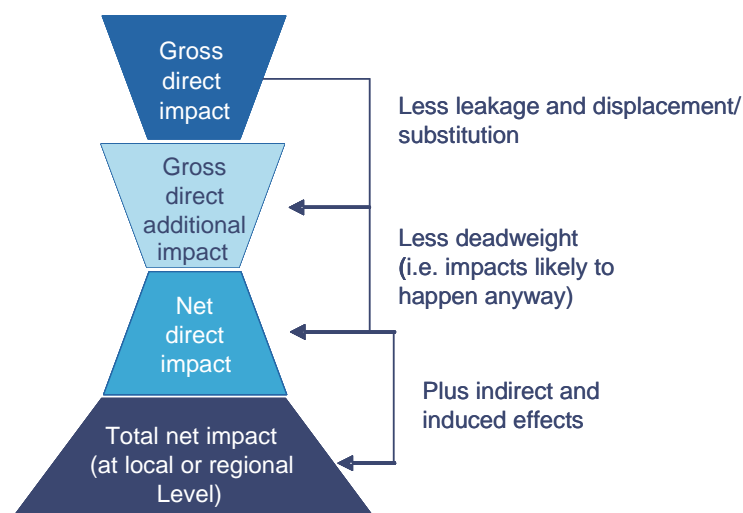 Gross
direct
impact
Less leakage and displacement/
substitution
Gross
direct
additional
impact
Less deadweight
(i.e. impacts likely to
happen anyway)
Net
direct
impact
Plus indirect and
induced effects
Total net impact
(at local or regional
Level)